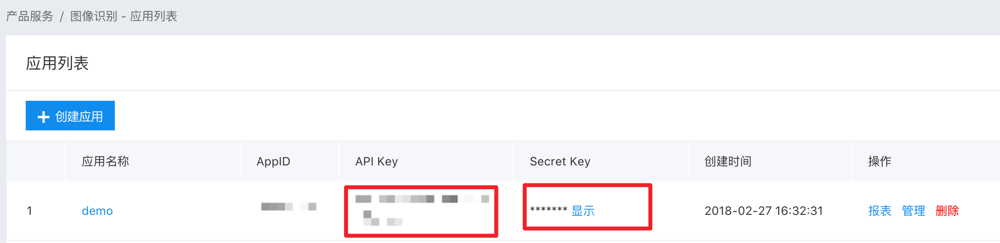 产品服务 / 图像识别 - 应用列表
应用列表
+ 创建应用
应用名称 AppID API Key Secret Key 创建时间 操作
1 demo ******* 显示 2018-02-27 16:32:31 报表 管理 删除